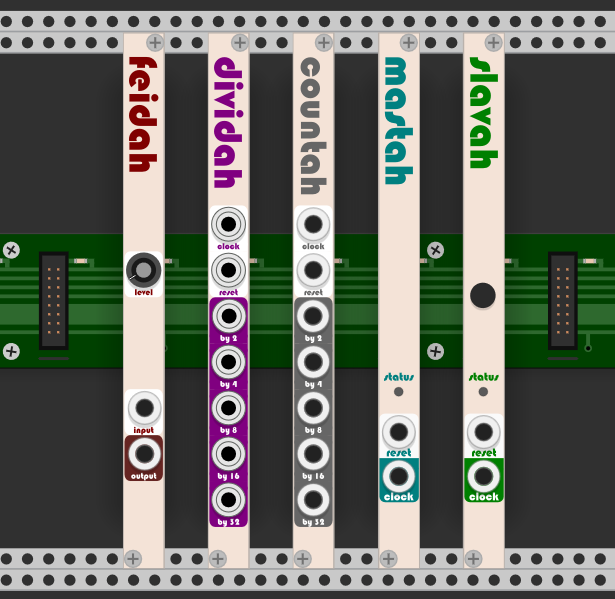 feidah
level
input
output
dividah
clock
reset
by 2
by 4
by 8
by 16
by 32
countah
clock
reset
by 2
by 4
by 8
by 16
by 32
mastah
status
reset
clock
slavah
status
reset
clock